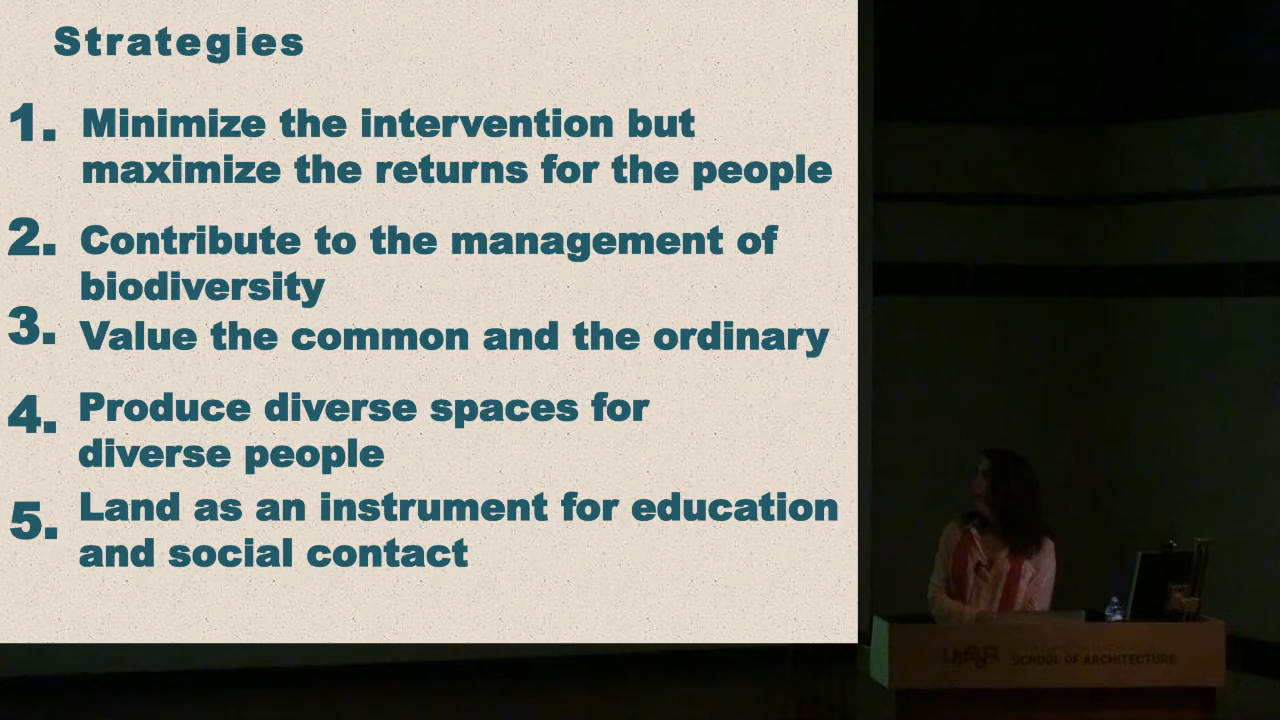 Strategies
1. Minimize the intervention but
maximize the returns for the people
2. Contribute to the management of
biodiversity
3. Value the common and the ordinary
4. Produce diverse spaces for
diverse people
5. Land as an instrument for education
and social contact
SCHOOL OF ARCHITECTURE